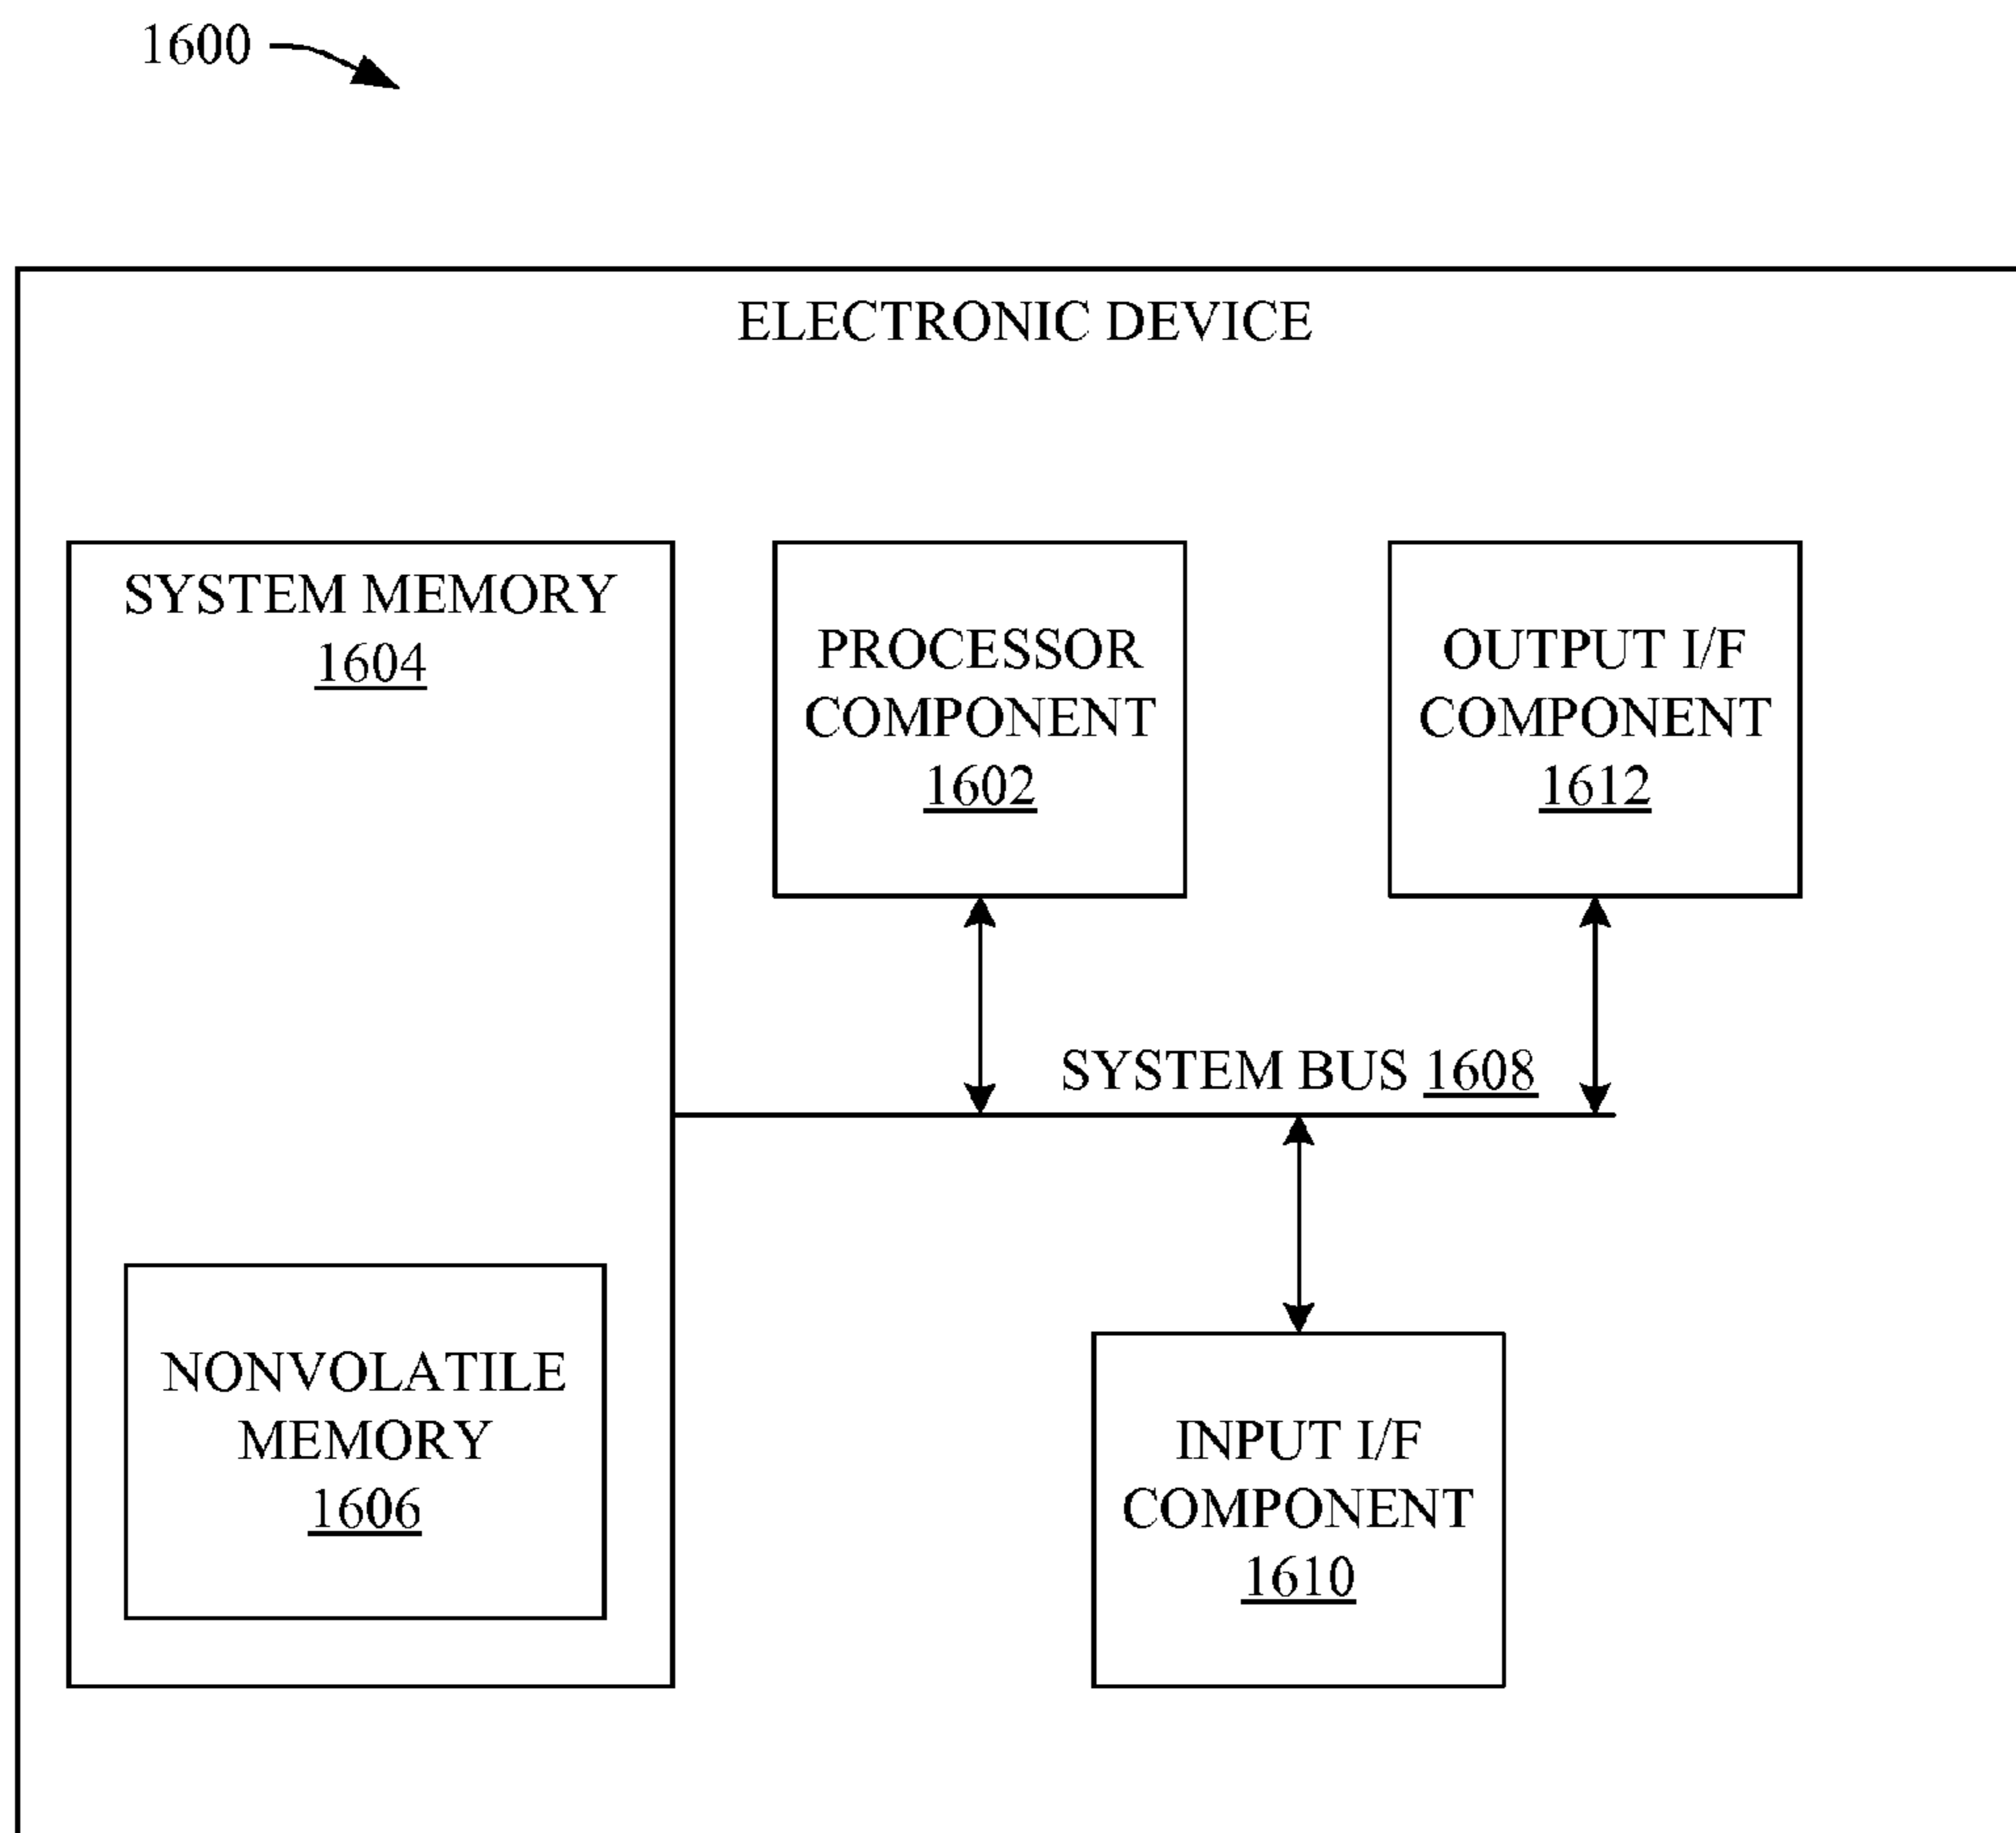 1600
ELECTRONIC DEVICE
SYSTEM MEMORY
1604
PROCESSOR
COMPONENT
1602
OUTPUT I/F
COMPONENT
1612
SYSTEM BUS 1608
NONVOLATILE
MEMORY
1606
INPUT I/F
COMPONENT
1610